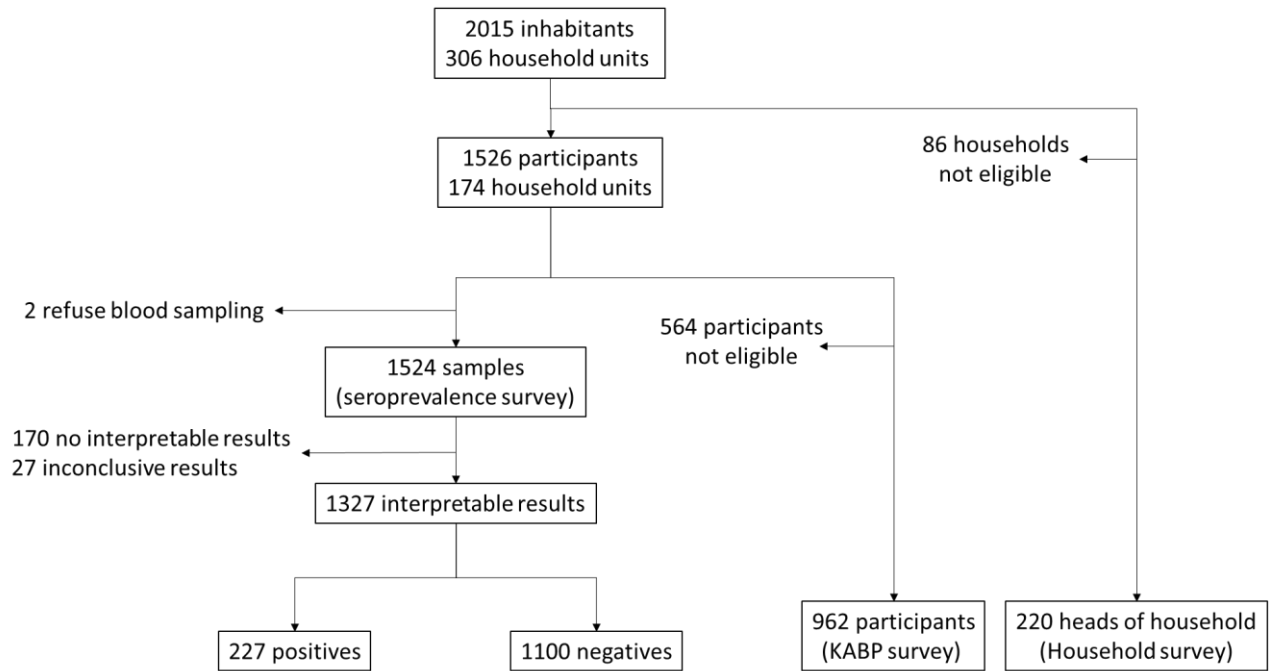 2015 inhabitants
306 household units
1526 participants
174 household units
86 households
not eligible
2 refuse blood sampling
564 participants
not eligible
1524 samples
(seroprevalence survey)
170 no interpretable results
27 inconclusive results
1327 interpretable results
227 positives
1100 negatives
962 participants
(KABP survey)
220 heads of household
(Household survey)